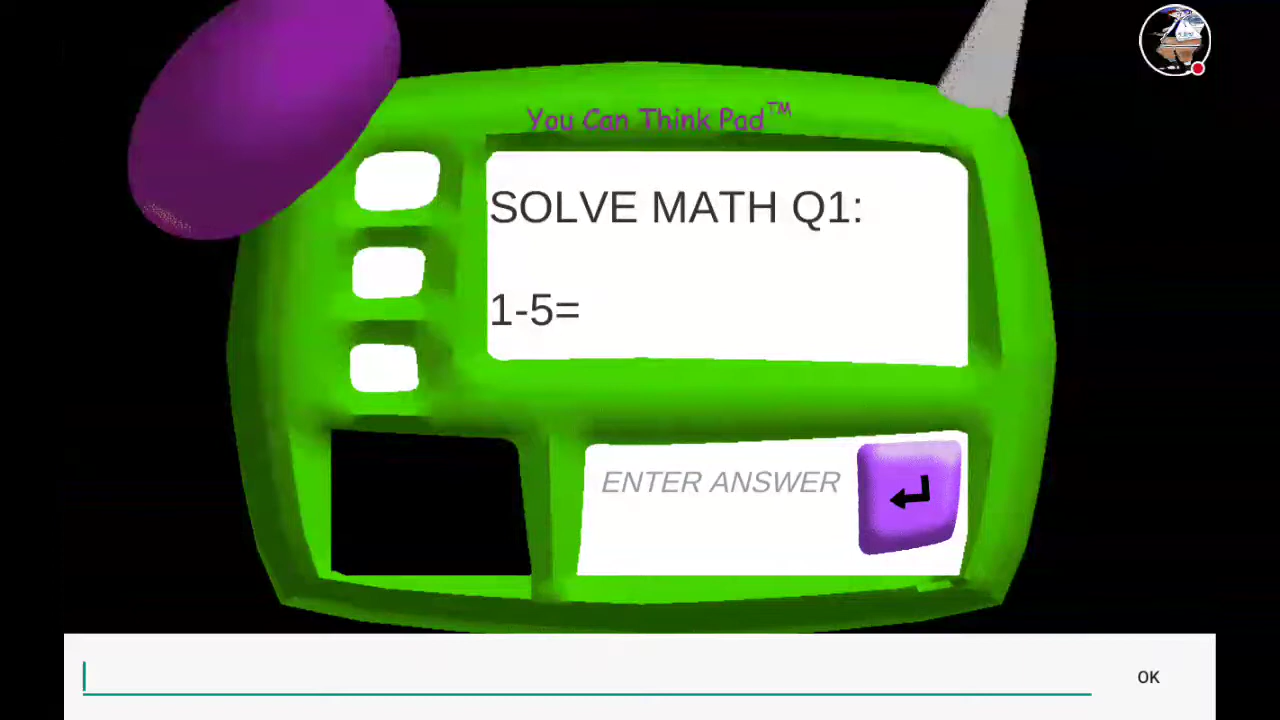 You Can Think Pad™
SOLVE MATH Q1:
1-5=
ENTER ANSWER
OK